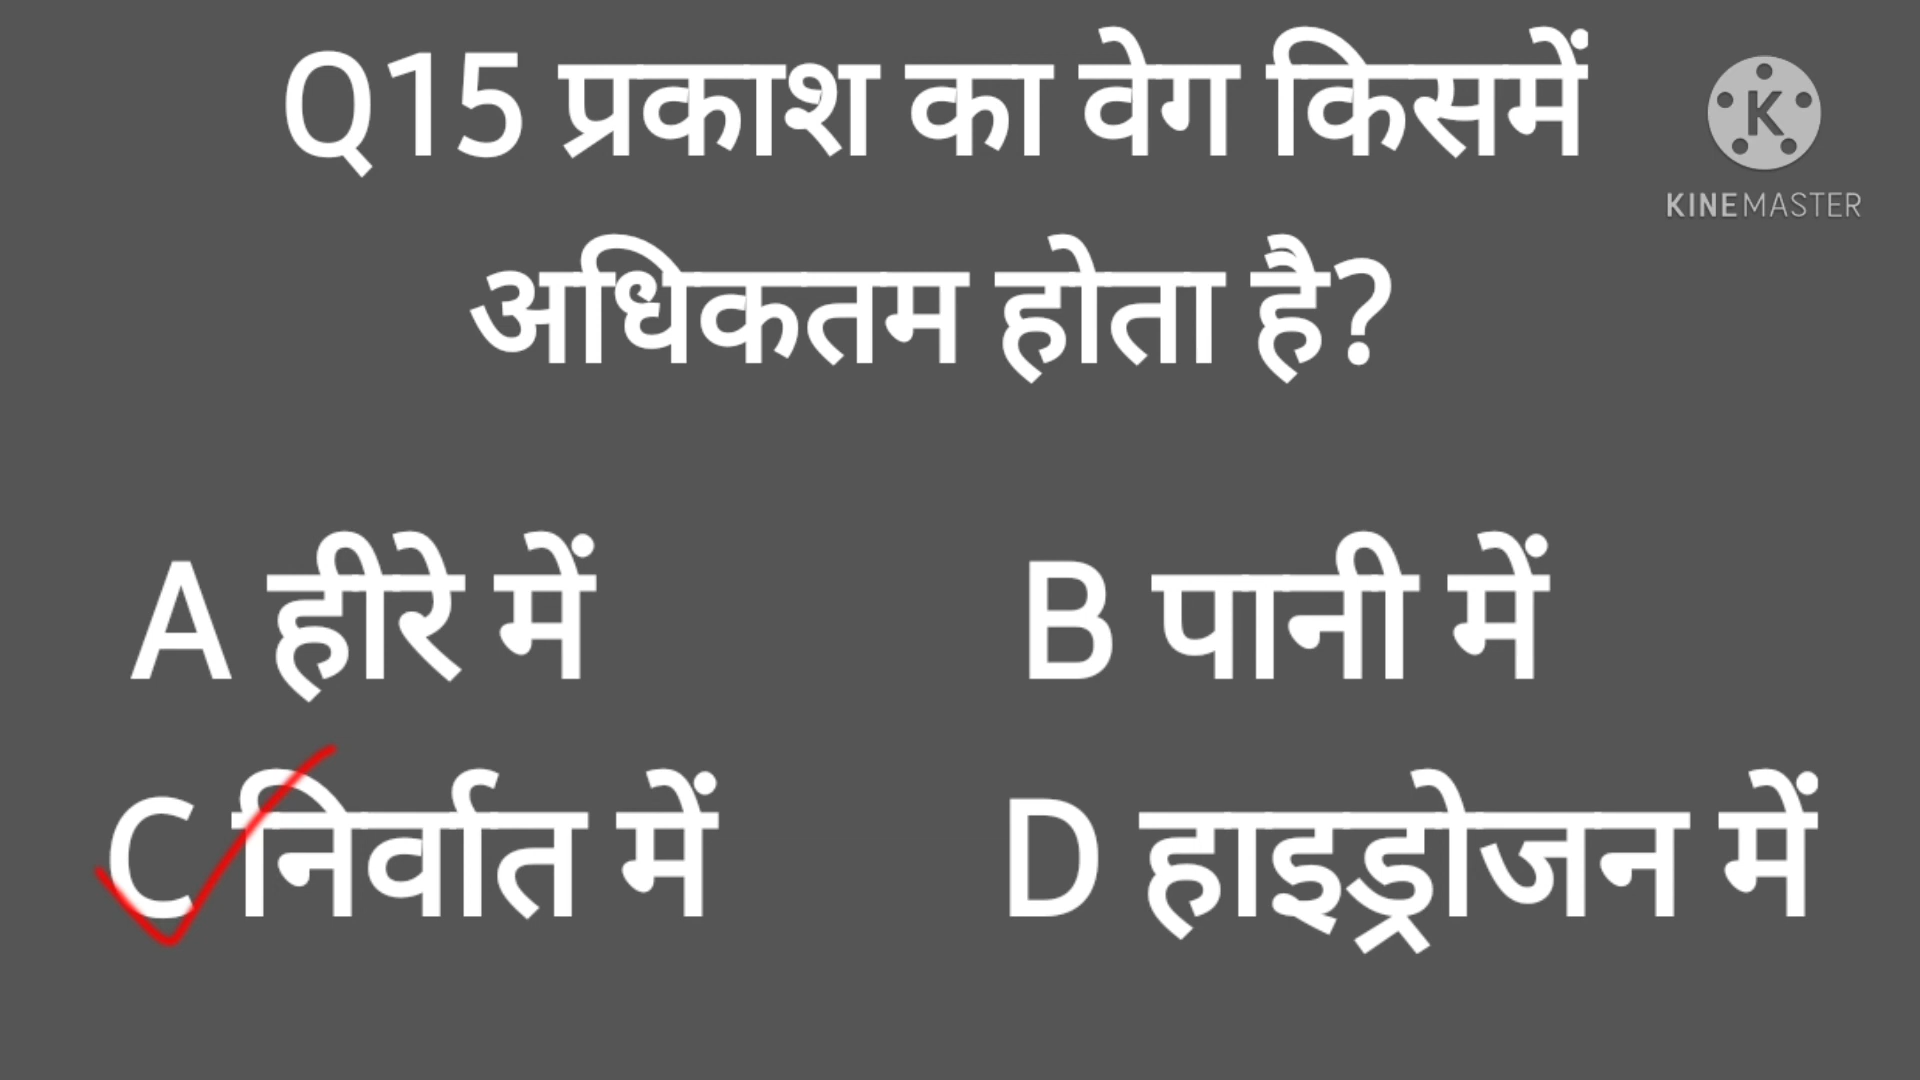 Q15 प्रकाश का वेग किसमें
अधिकतम होता है?
KINEMASTER
A हीरे में
B पानी में
C निर्वात में
D हाइड्रोजन में